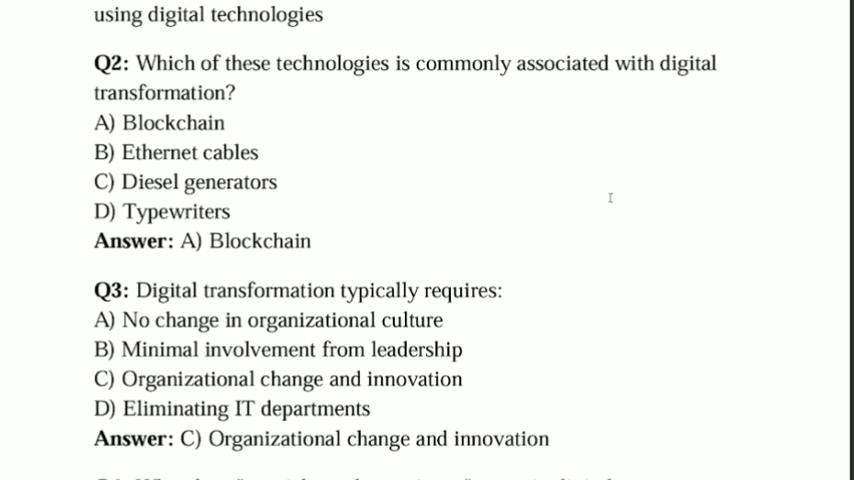 using digital technologies
Q2: Which of these technologies is commonly associated with digital
transformation?
A) Blockchain
B) Ethernet cables
C) Diesel generators
D) Typewriters
Answer: A) Blockchain
Q3: Digital transformation typically requires:
A) No change in organizational culture
B) Minimal involvement from leadership
C) Organizational change and innovation
D) Eliminating IT departments
Answer: C) Organizational change and innovation